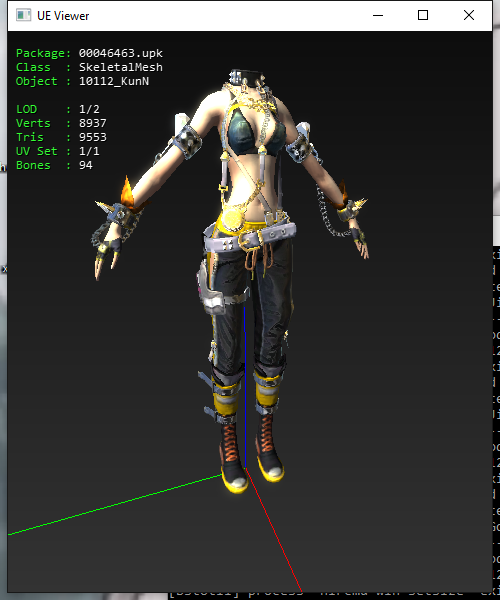 UE Viewer
Package: 00046463.upk
Class : SkeletalMesh
Object : 10112_KunN
LOD : 1/2
Verts : 8937
Tris : 9553
UV Set : 1/1
Bones : 94